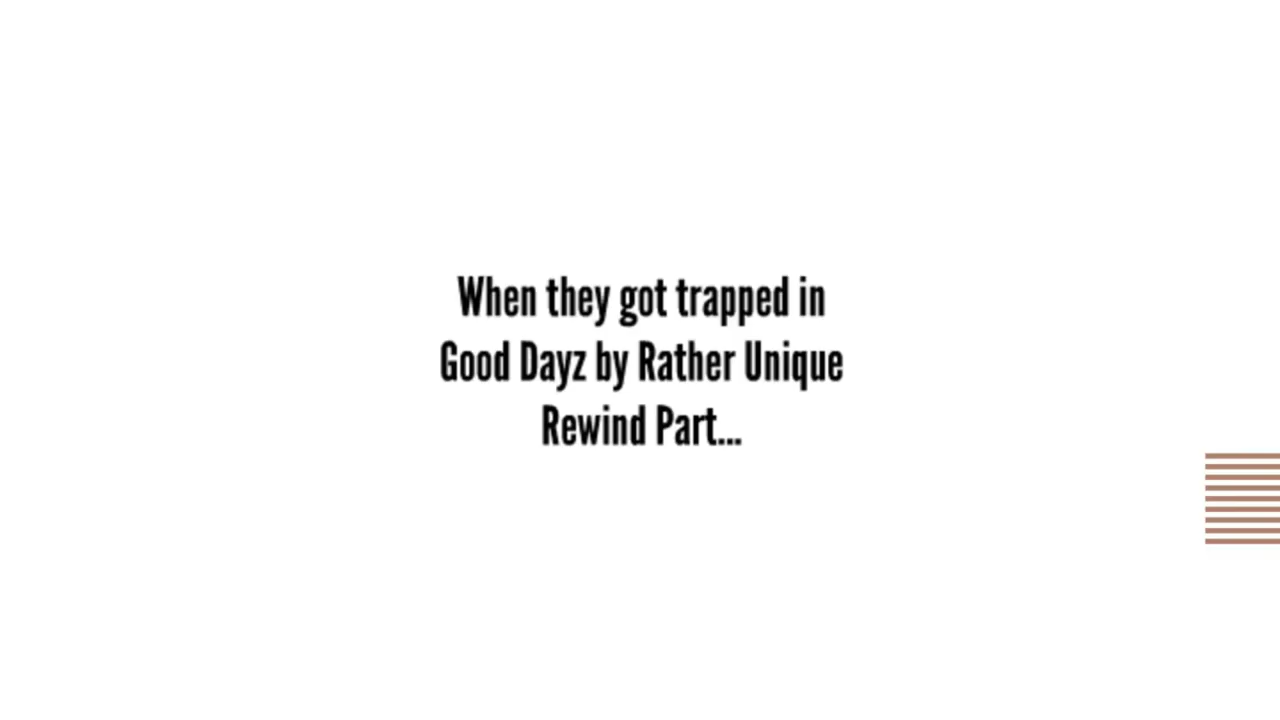 When they got trapped in
Good Dayz by Rather Unique
Rewind Part...